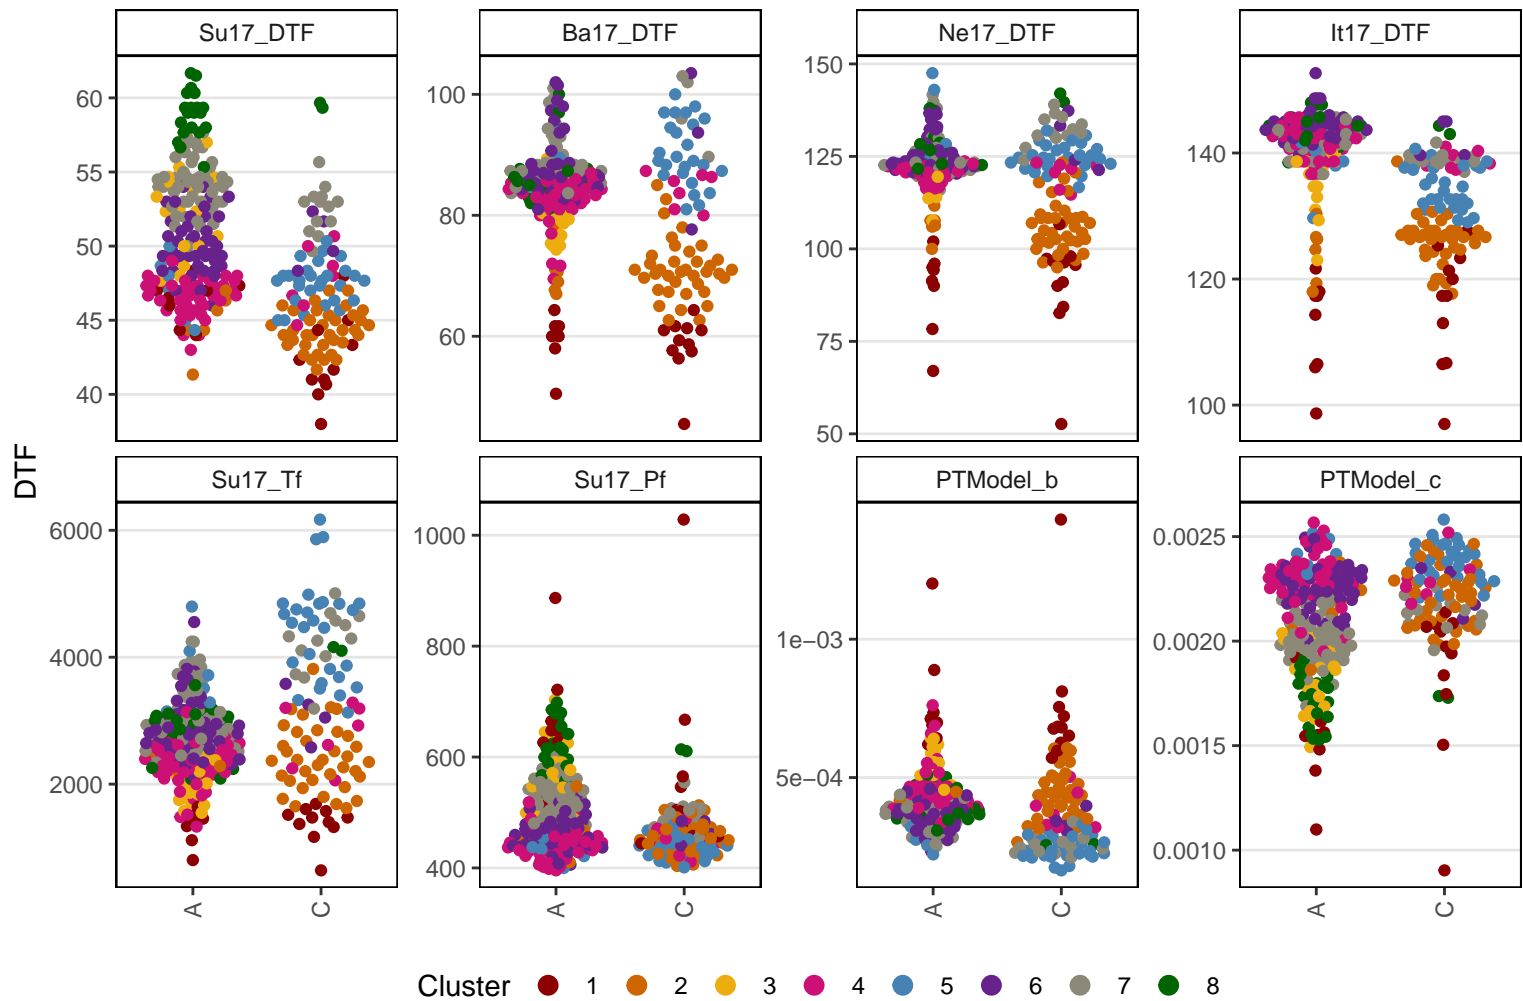 Su17_DTF Ba17_DTF Ne17_DTF It17_DTF
60 55 50 45 40
100 80 60
150 125 100 75 50
140 120 100
DTF
Su17_Tf Su17_Pf PTModel_b PTModel_c
6000 4000 2000
1000 800 600 400
1e−03 5e−04
0.0025 0.0020 0.0015 0.0010
A C A C A C A C
Cluster 1 2 3 4 5 6 7 8